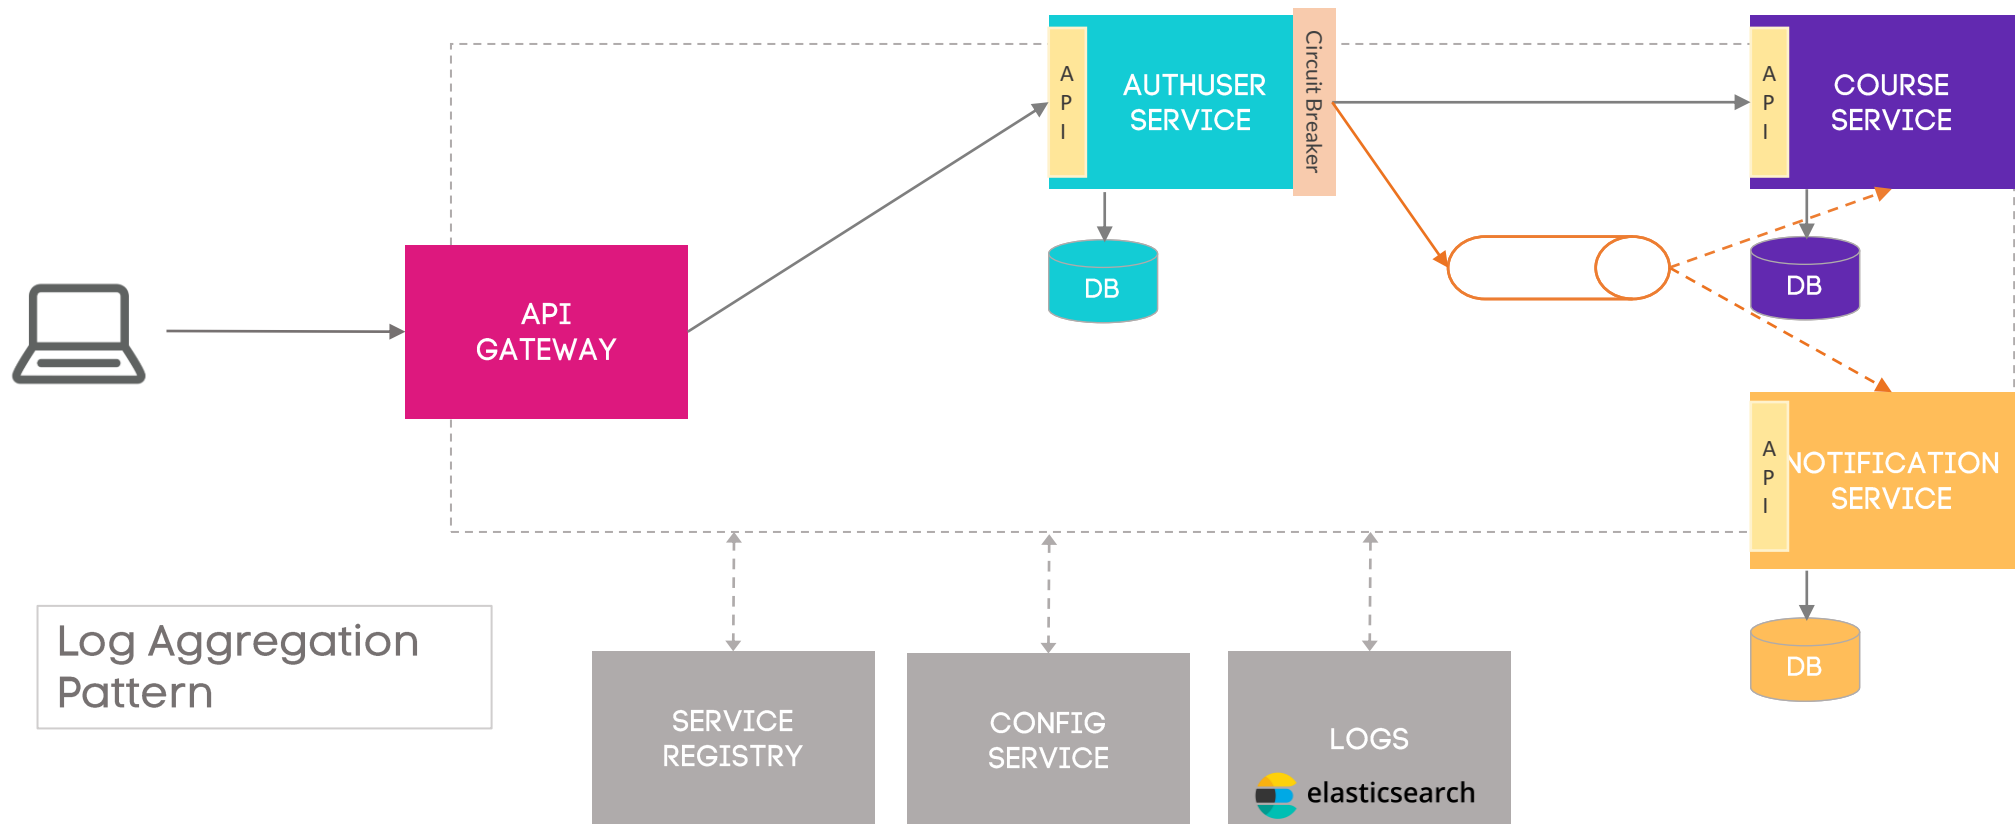 A
P
I
AUTHUSER
SERVICE
Circuit Breaker
A
P
I
COURSE
SERVICE
DB
DB
API
GATEWAY
A
P
I
NOTIFICATION
SERVICE
DB
Log Aggregation
Pattern
SERVICE
REGISTRY
CONFIG
SERVICE
LOGS
elasticsearch